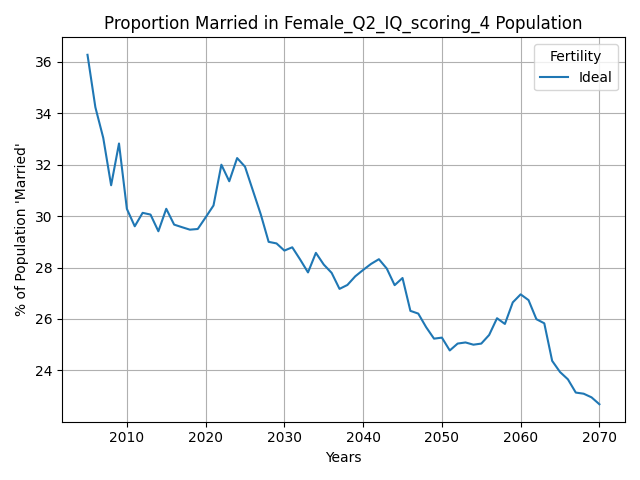 Proportion Married in Female_Q2_IQ_scoring_4 Population
Fertility
Ideal
% of Population 'Married'
36
34
32
30
28
26
24
2010 2020 2030 2040 2050 2060 2070
Years